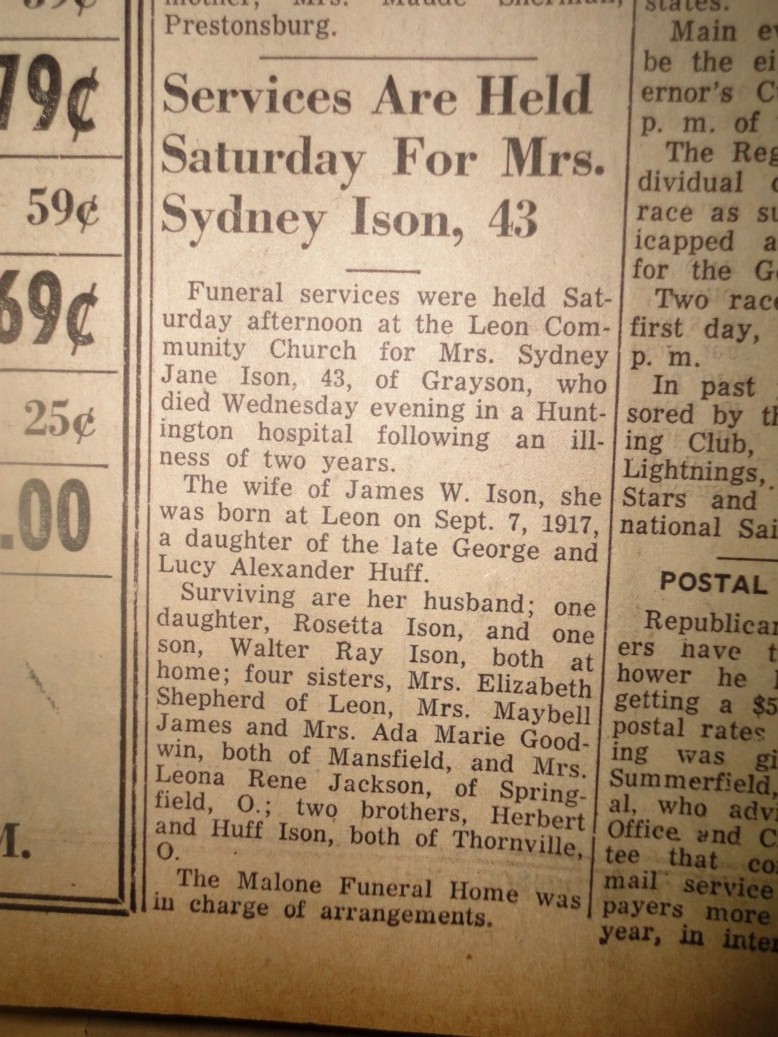 79¢
59¢
69¢
25¢
.00
M.
Prestonsburg.
Services Are Held
Saturday For Mrs.
Sydney Ison, 43
Funeral services were held Sat-
urday afternoon at the Leon Com-
munity Church for Mrs. Sydney
Jane Ison, 43, of Grayson, who
died Wednesday evening in a Hunt-
ington hospital following an ill-
ness of two years.
The wife of James W. Ison, she
was born at Leon on Sept. 7, 1917,
a daughter of the late George and
Lucy Alexander Huff.
Surviving are her husband; one
daughter, Rosetta Ison, and one
son, Walter Ray Ison, both at
home; four sisters, Mrs. Elizabeth
Shepherd of Leon, Mrs. Maybell
James and Mrs. Ada Marie Good-
win, both of Mansfield, and Mrs.
Leona Rene Jackson, of Spring-
field, O.; two brothers, Herbert
and Huff Ison, both of Thornville,
O.
The Malone Funeral Home was
in charge of arrangements.
states.
Main
be the
ernor's
p. m. of
The
dividual
race as
icapped
for the
Two
first day,
p. m.
In past
sored by
ing Club,
Lightnings,
Stars and
national
POSTAL
ers have
hower he
getting a $5
postal rates
ing was
Summerfield,
al, who
Office and
tee that
mail service
payers more
year, in